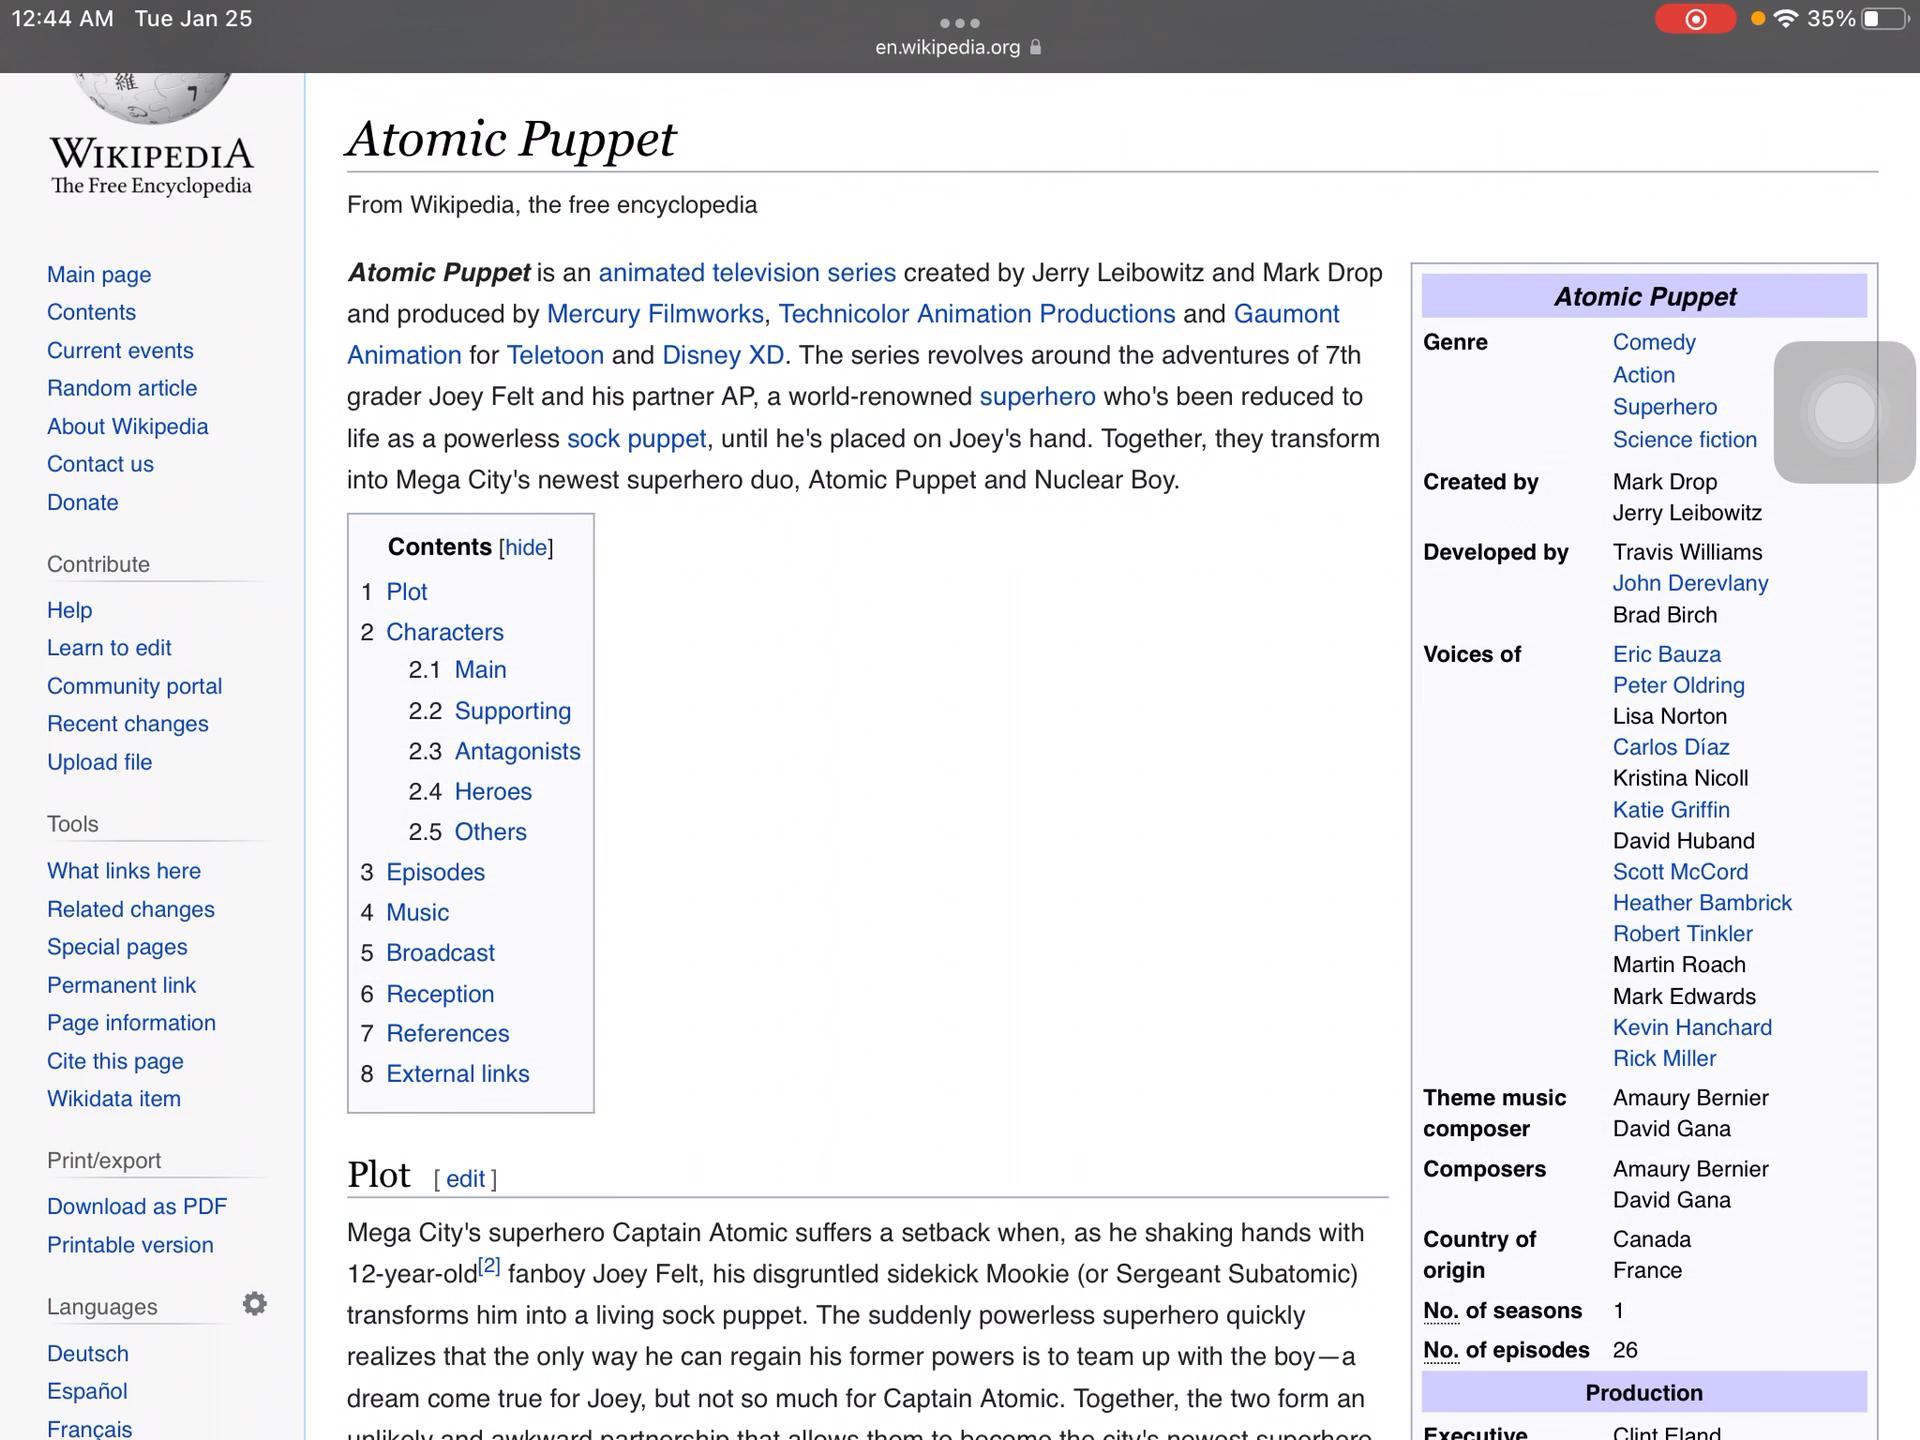 12:44 AM Tue Jan 25
35%
en.wikipedia.org
維
7
WIKIPEDIA
The Free Encyclopedia
Main page
Contents
Current events
Random article
About Wikipedia
Contact us
Donate
Contribute
Help
Learn to edit
Community portal
Recent changes
Upload file
Tools
What links here
Related changes
Special pages
Permanent link
Page information
Cite this page
Wikidata item
Print/export
Download as PDF
Printable version
Languages
Deutsch
Español
Français
Atomic Puppet
From Wikipedia, the free encyclopedia
Atomic Puppet is an animated television series created by Jerry Leibowitz and Mark Drop
and produced by Mercury Filmworks, Technicolor Animation Productions and Gaumont
Animation for Teletoon and Disney XD. The series revolves around the adventures of 7th
grader Joey Felt and his partner AP, a world-renowned superhero who's been reduced to
life as a powerless sock puppet, until he's placed on Joey's hand. Together, they transform
into Mega City's newest superhero duo, Atomic Puppet and Nuclear Boy.
Contents [hide]
1 Plot
2 Characters
2.1 Main
2.2 Supporting
2.3 Antagonists
2.4 Heroes
2.5 Others
3 Episodes
4 Music
5 Broadcast
6 Reception
7 References
8 External links
Plot [ edit ]
Mega City's superhero Captain Atomic suffers a setback when, as he shaking hands with
12-year-old[2] fanboy Joey Felt, his disgruntled sidekick Mookie (or Sergeant Subatomic)
transforms him into a living sock puppet. The suddenly powerless superhero quickly
realizes that the only way he can regain his former powers is to team up with the boy—a
dream come true for Joey, but not so much for Captain Atomic. Together, the two form an
unlikely and awkward partnership that allows them to become the city's newest superhero
Atomic Puppet
Genre Comedy
Action
Superhero
Science fiction
Created by Mark Drop
Jerry Leibowitz
Developed by Travis Williams
John Derevlany
Brad Birch
Voices of Eric Bauza
Peter Oldring
Lisa Norton
Carlos Díaz
Kristina Nicoll
Katie Griffin
David Huband
Scott McCord
Heather Bambrick
Robert Tinkler
Martin Roach
Mark Edwards
Kevin Hanchard
Rick Miller
Theme music Amaury Bernier
composer David Gana
Composers Amaury Bernier
David Gana
Country of Canada
origin France
No. of seasons 1
No. of episodes 26
Production
Executive Clint Eland